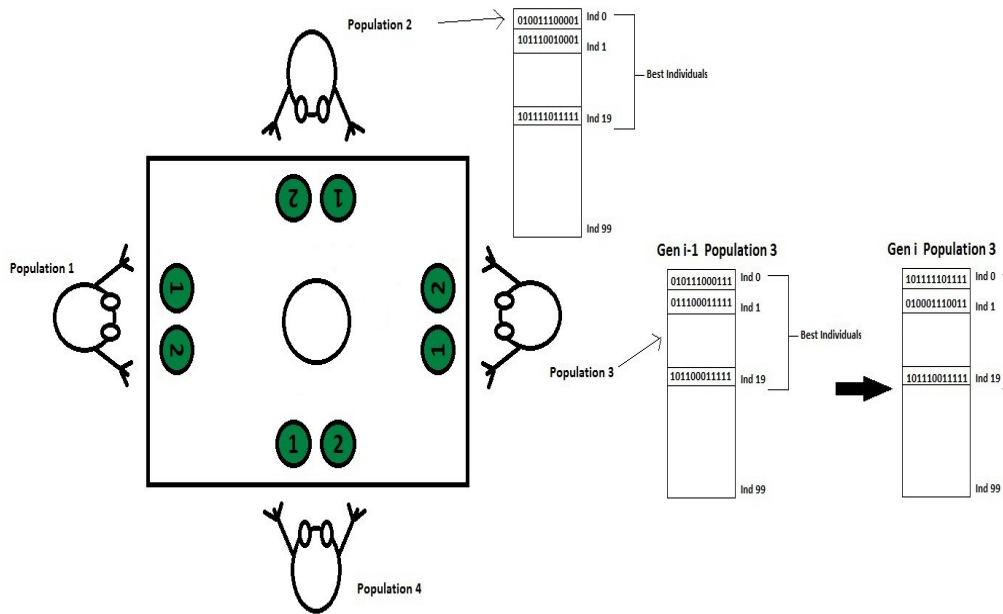 Population 2
010011100001
Ind 0
101110010001
Ind 1
Best Individuals
101111011111
Ind 19
Ind 99
2
1
Population 1
1
2
2
1
1
2
Population 3
Population 4
Gen i-1 Population 3
010111000111
Ind 0
011100011111
Ind 1
Best Individuals
101100011111
Ind 19
Ind 99
Gen i Population 3
101111101111
Ind 0
010001110011
Ind 1
101110011111
Ind 19
Ind 99